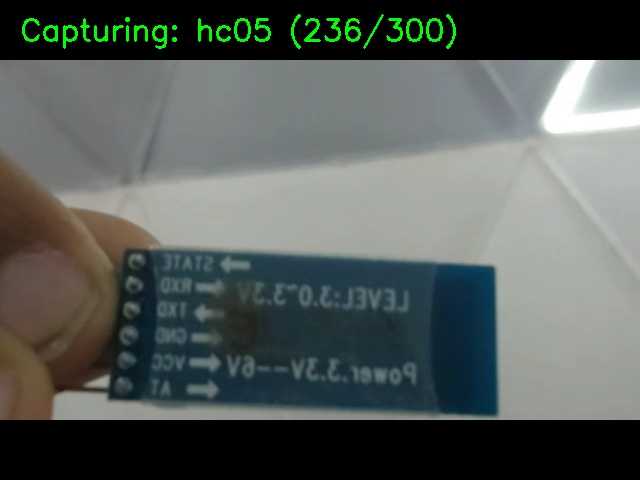 Capturing: hc05 (236/300)
STATE
RXD
TXD
GND
VCC
AT
LEVEL:3.0~3.3V
Power.3.3V--6V